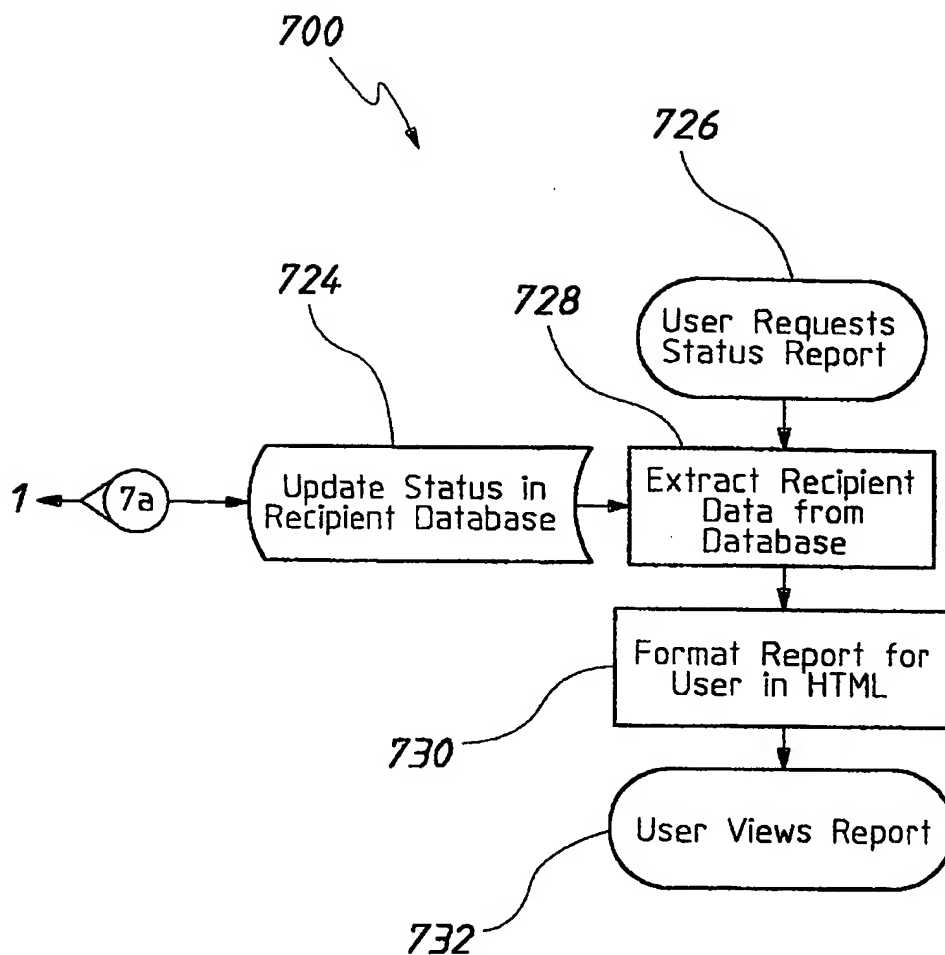 700
726
724
728
User Requests
Status Report
1
7a
Update Status in
Recipient Database
Extract Recipient
Data from
Database
Format Report for
User in HTML
730
User Views Report
732